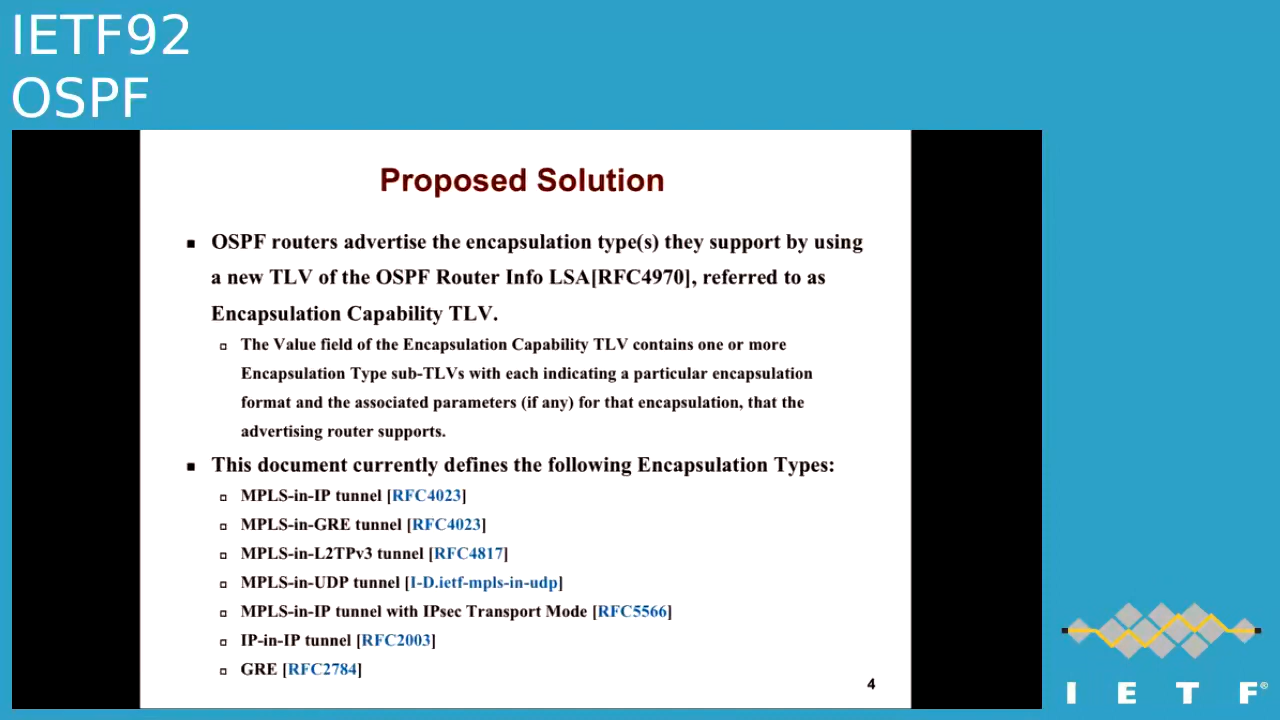 IETF92
OSPF
Proposed Solution
▪ OSPF routers advertise the encapsulation type(s) they support by using
a new TLV of the OSPF Router Info LSA[RFC4970], referred to as
Encapsulation Capability TLV.
▫ The Value field of the Encapsulation Capability TLV contains one or more
Encapsulation Type sub-TLVs with each indicating a particular encapsulation
format and the associated parameters (if any) for that encapsulation, that the
advertising router supports.
▪ This document currently defines the following Encapsulation Types:
▫ MPLS-in-IP tunnel [RFC4023]
▫ MPLS-in-GRE tunnel [RFC4023]
▫ MPLS-in-L2TPv3 tunnel [RFC4817]
▫ MPLS-in-UDP tunnel [I-D.ietf-mpls-in-udp]
▫ MPLS-in-IP tunnel with IPsec Transport Mode [RFC5566]
▫ IP-in-IP tunnel [RFC2003]
▫ GRE [RFC2784]
4
I E T F®